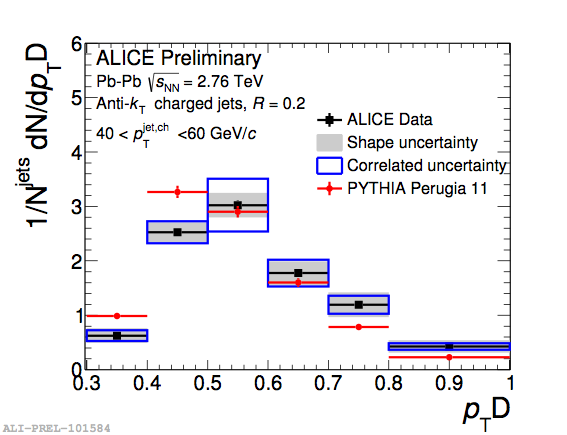 ALICE Preliminary
Pb-Pb √sNN = 2.76 TeV
Anti-kT charged jets, R = 0.2
40 < pT jet,ch <60 GeV/c
ALICE Data
Shape uncertainty
Correlated uncertainty
PYTHIA Perugia 11
1/Njets dN/dpTD
6
5
4
3
2
1
0
0.3 0.4 0.5 0.6 0.7 0.8 0.9 1
pTD
ALI-PREL-101584